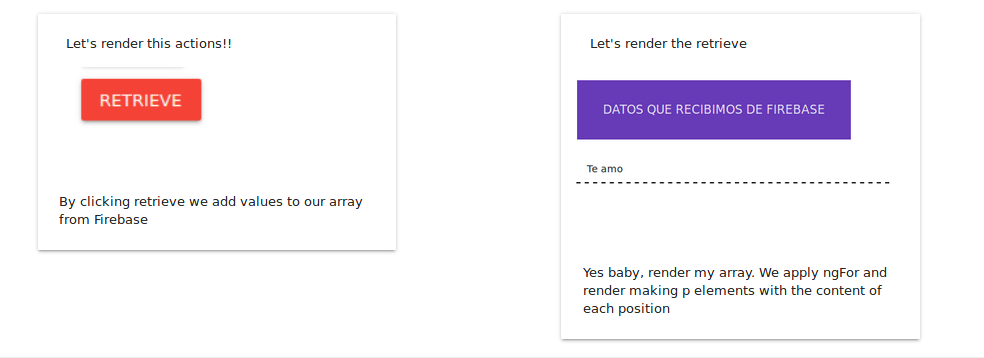 Let's render this actions!!
RETRIEVE
By clicking retrieve we add values to our array
from Firebase
Let's render the retrieve
DATOS QUE RECIBIMOS DE FIREBASE
Te amo
Yes baby, render my array. We apply ngFor and
render making p elements with the content of
each position